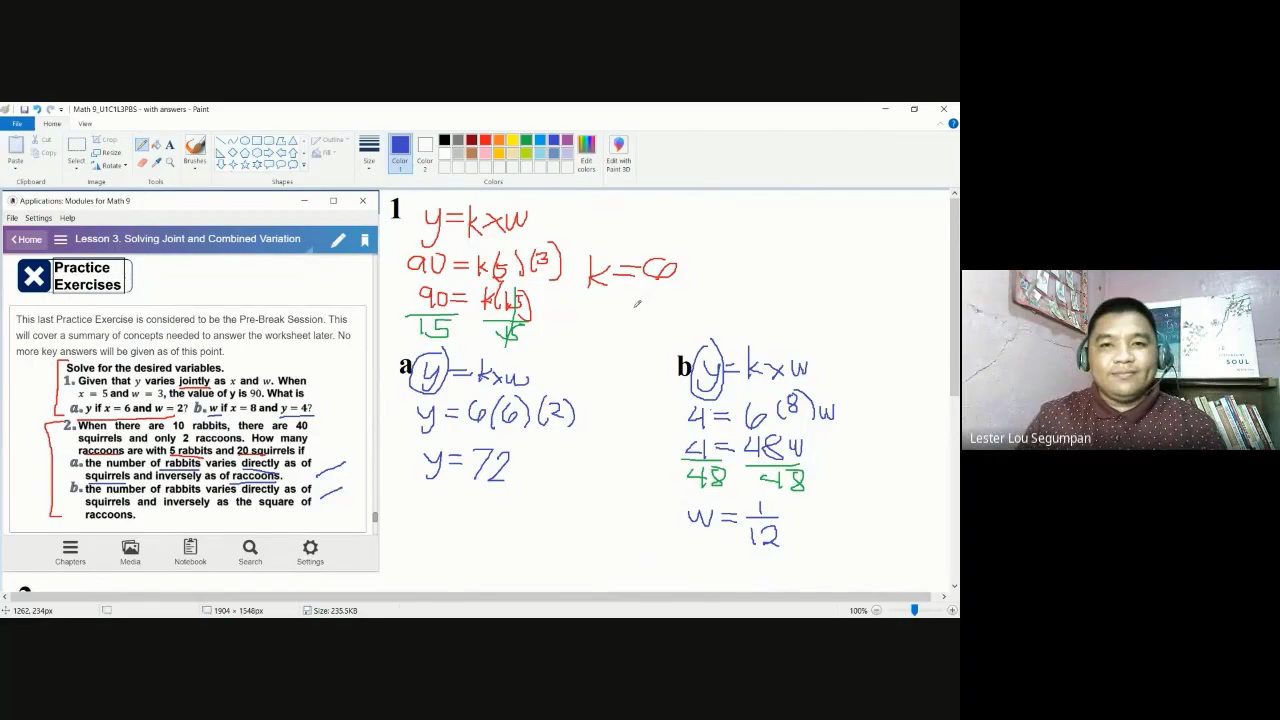 Math 9_U1C1L3PBS - with answers - Paint
File Home View
Paste Cut Copy Select Crop Resize Rotate Brushes Outline Fill Size Color 1 Color 2 Edit colors Edit with Paint 3D
Clipboard Image Tools Shapes Colors
Applications: Modules for Math 9
File Settings Help
Home Lesson 3. Solving Joint and Combined Variation
Practice
Exercises
This last Practice Exercise is considered to be the Pre-Break Session. This
will cover a summary of concepts needed to answer the worksheet later. No
more key answers will be given as of this point.
Solve for the desired variables.
1. Given that y varies jointly as x and w. When
x = 5 and w = 3, the value of y is 90. What is
a. y if x = 6 and w = 2? b. w if x = 8 and y = 4?
2. When there are 10 rabbits, there are 40
squirrels and only 2 raccoons. How many
raccoons are with 5 rabbits and 20 squirrels if
a. the number of rabbits varies directly as of
squirrels and inversely as of raccoons.
b. the number of rabbits varies directly as of
squirrels and inversely as the square of
raccoons.
Chapters Media Notebook Search Settings
1
y = kxw
90 = k(5)(3)
k = 6
90 = k(15)
15 15
a y = kxw
y = 6(6)(2)
y = 72
b y = kxw
4 = 6(8)w
4 = 48w
48 48
w = 1
12
1262, 234px 1904 × 1548px Size: 235.5KB 100%
SOUL
Lester Lou Segumpan